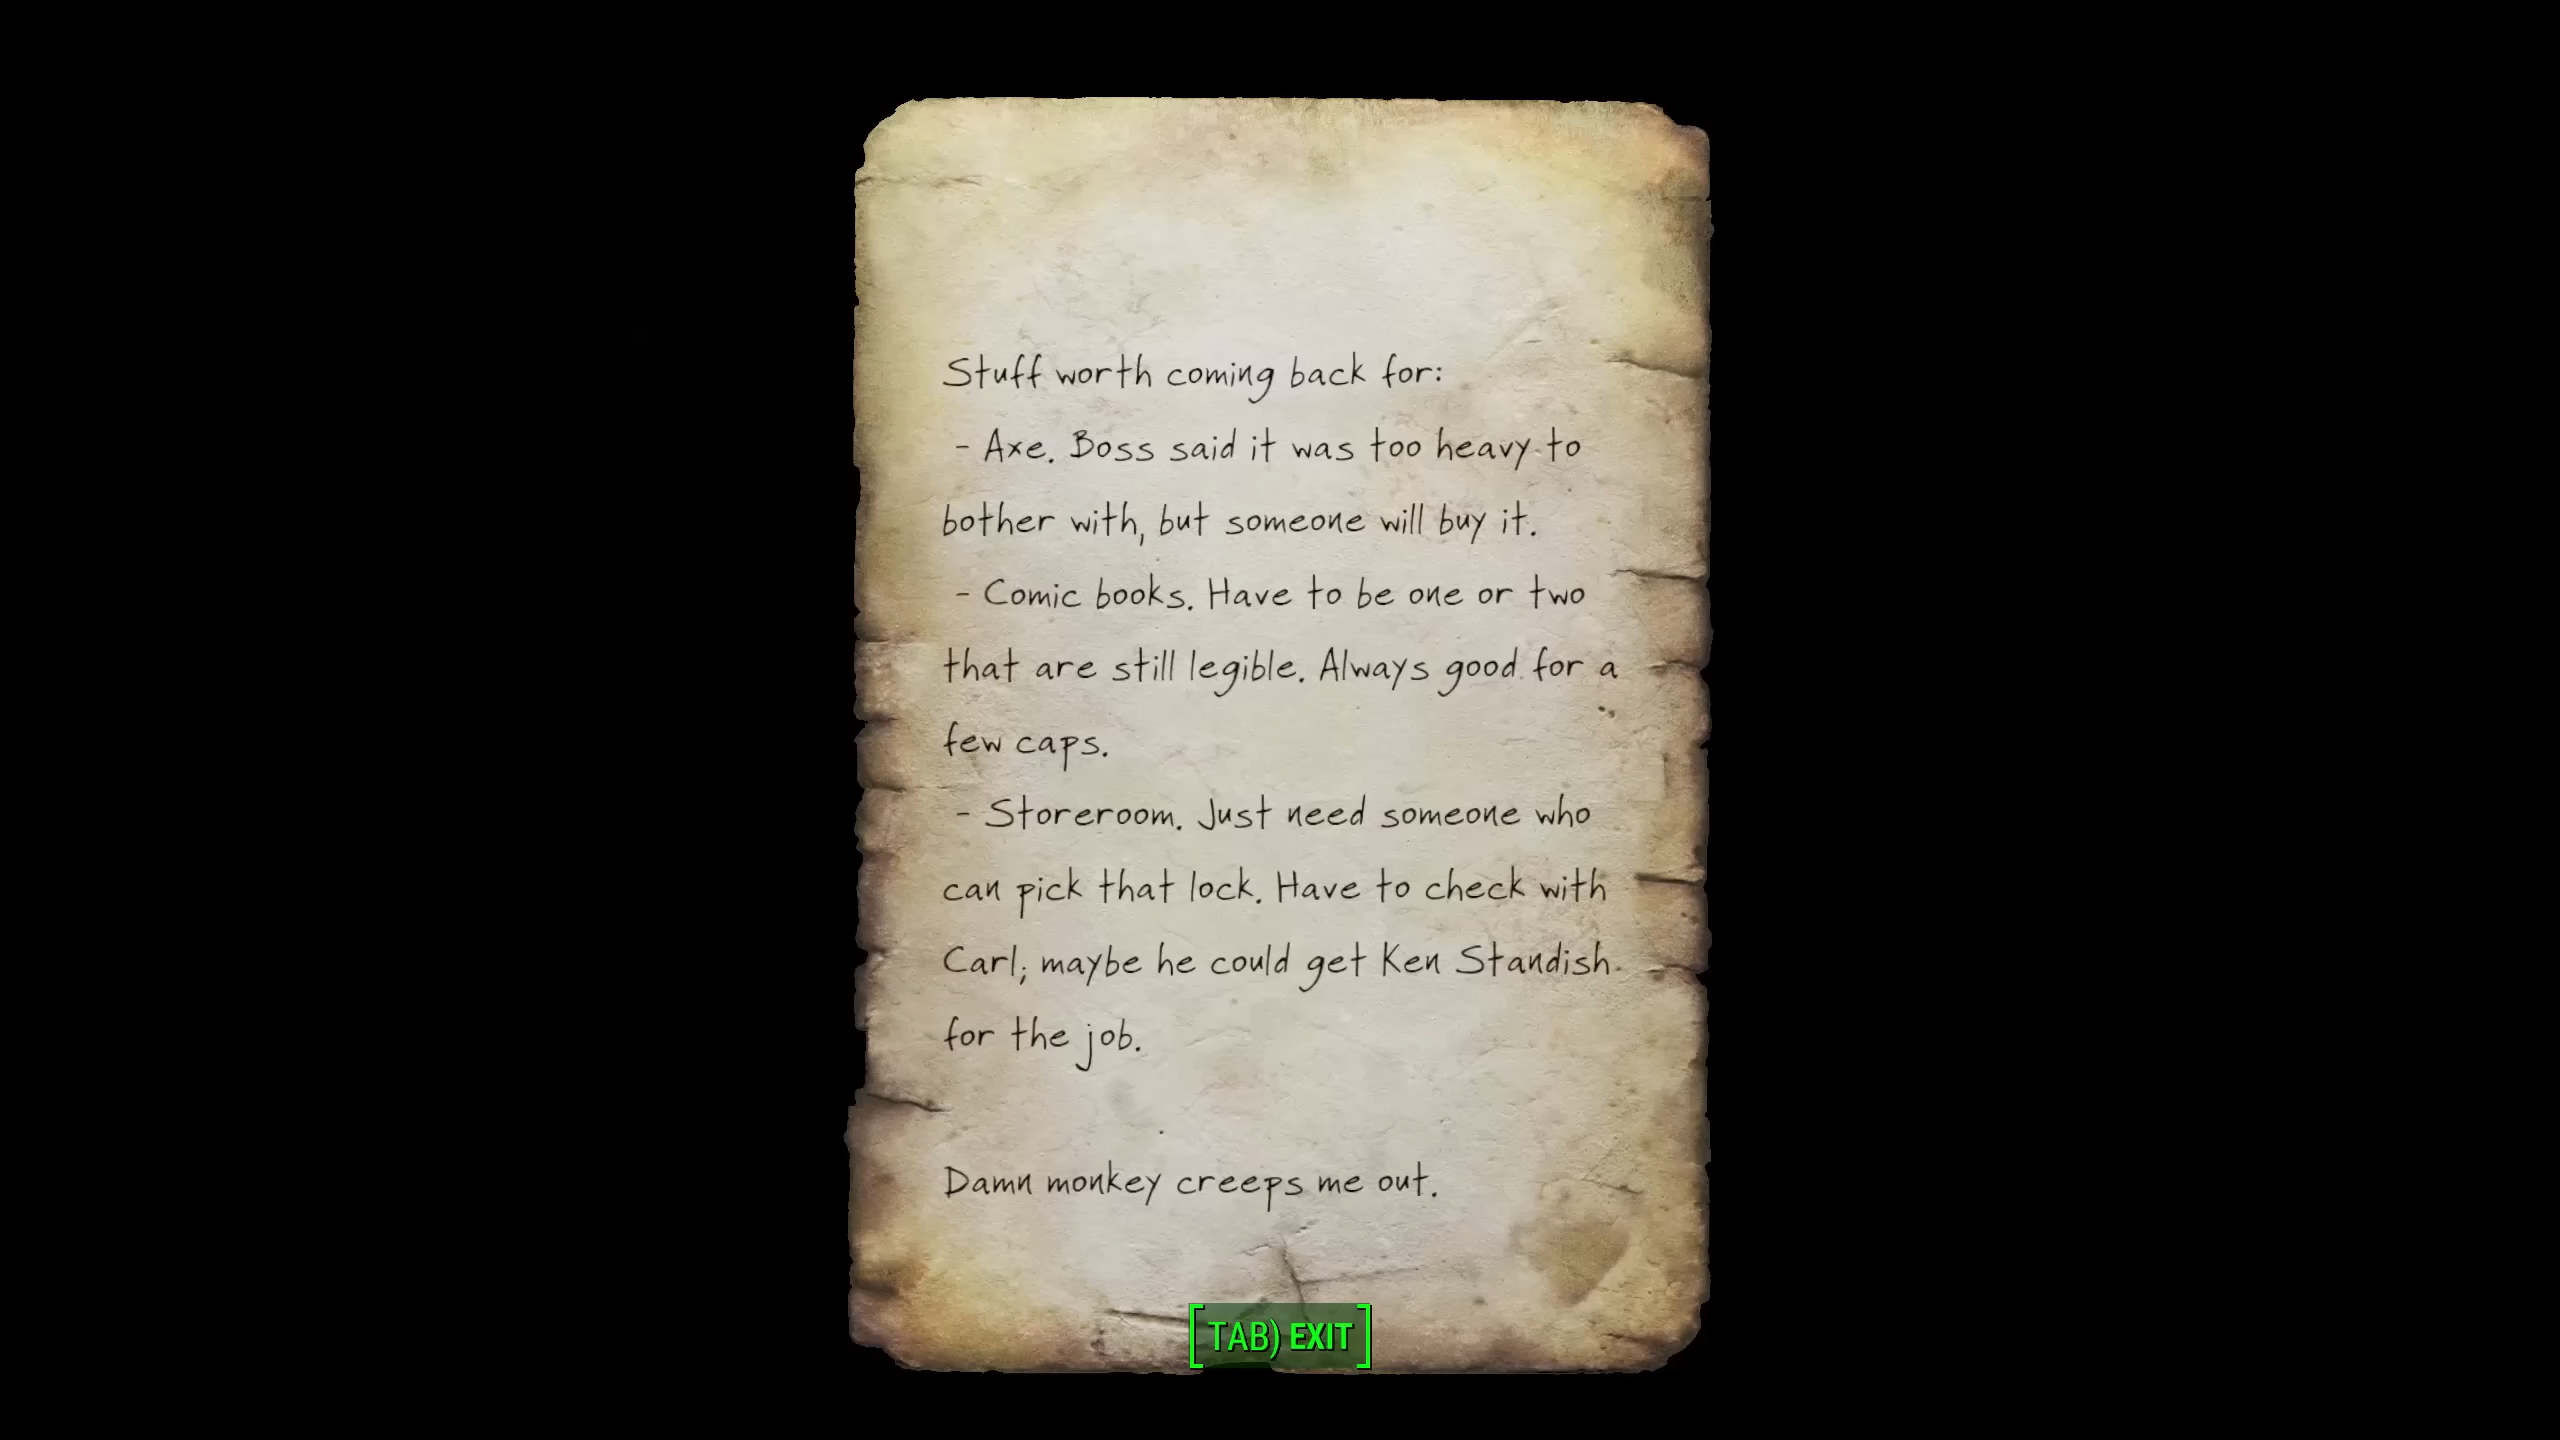 Stuff worth coming back for:
- Axe. Boss said it was too heavy to
bother with, but someone will buy it.
- Comic books. Have to be one or two
that are still legible. Always good for a
few caps.
- Storeroom. Just need someone who
can pick that lock. Have to check with
Carl; maybe he could get Ken Standish
for the job.
Damn monkey creeps me out.
[TAB) EXIT]